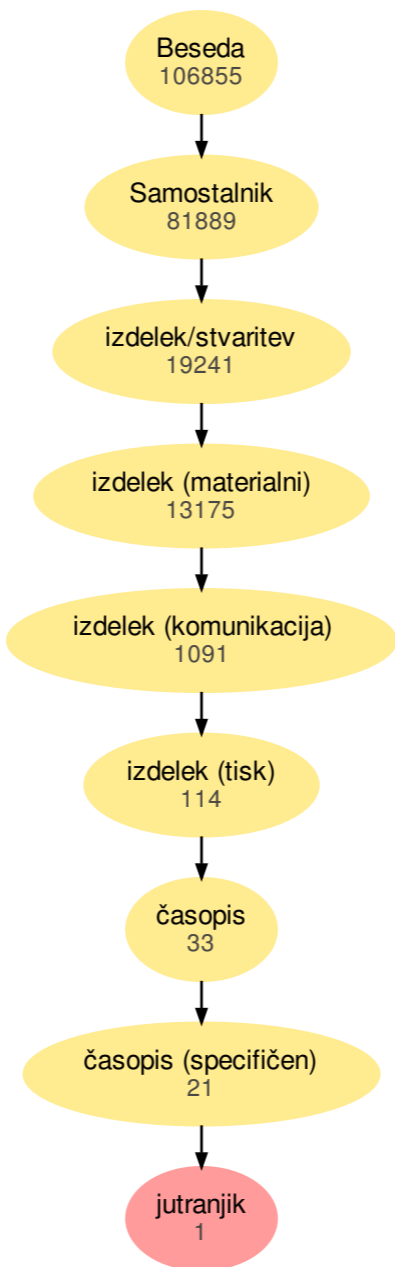 Beseda
106855
Samostalnik
81889
izdelek/stvaritev
19241
izdelek (materialni)
13175
izdelek (komunikacija)
1091
izdelek (tisk)
114
časopis
33
časopis (specifičen)
21
jutranjik
1